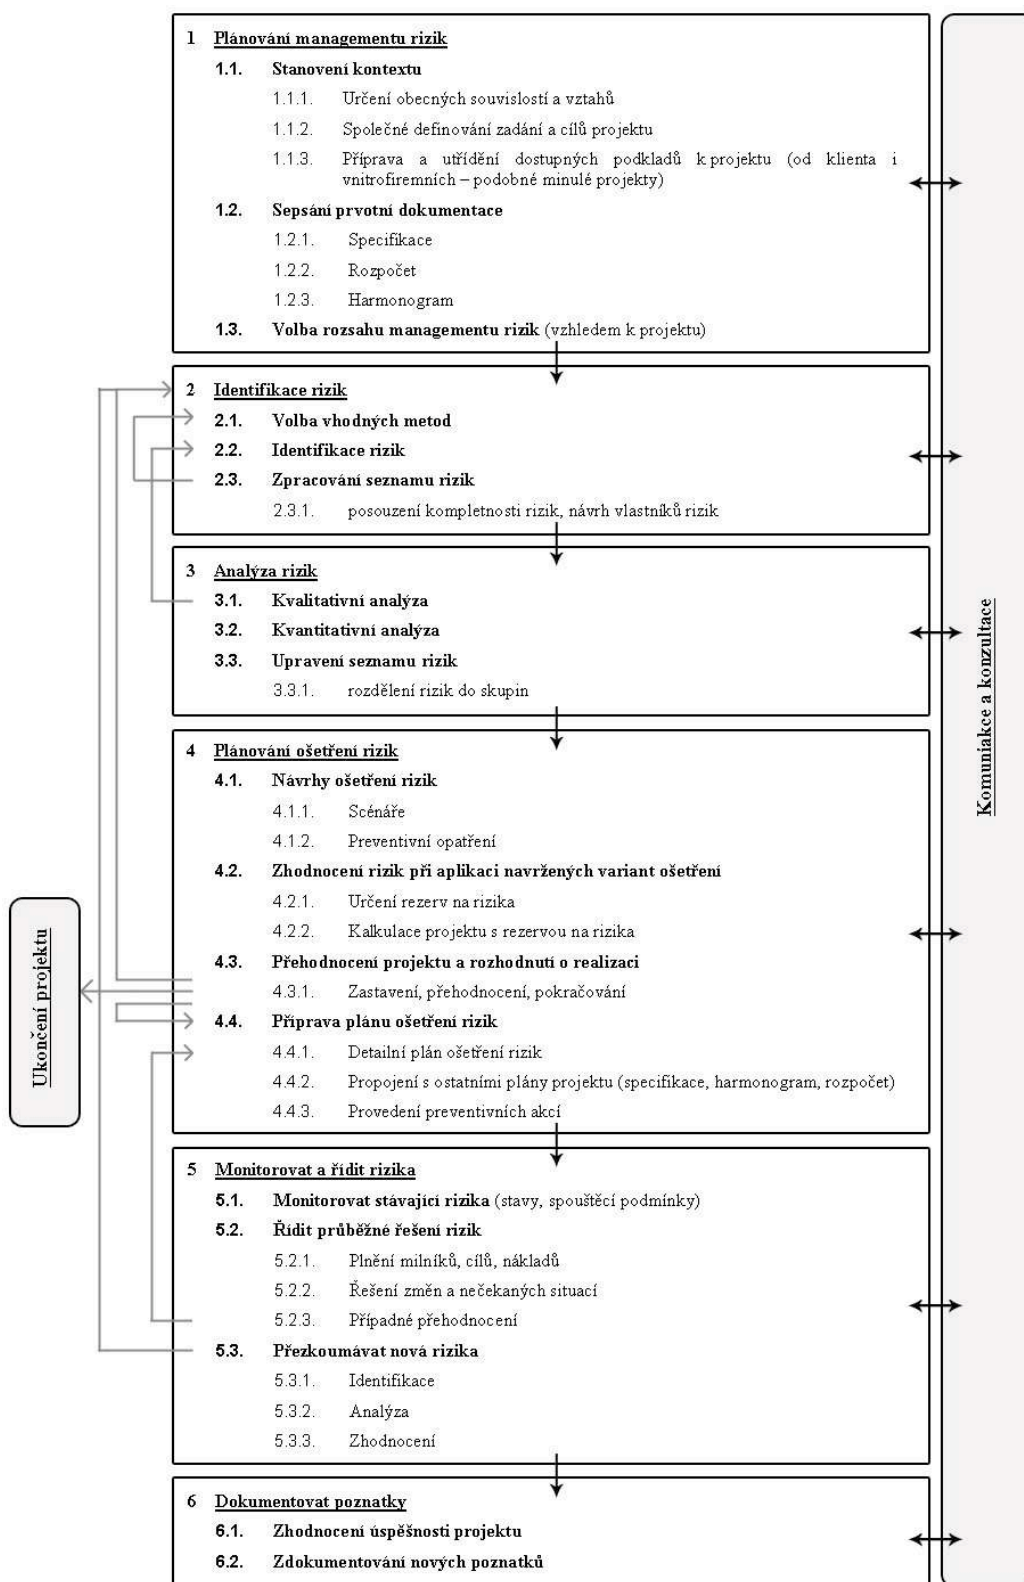 1 Plánování managementu rizik
1.1. Stanovení kontextu
1.1.1. Určení obecných souvislostí a vztahů
1.1.2. Společné definování zadání a cílů projektu
1.1.3. Příprava a utřídění dostupných podkladů k projektu (od klienta i
vnitrofiremních – podobné minulé projekty)
1.2. Sepsání prvotní dokumentace
1.2.1. Specifikace
1.2.2. Rozpočet
1.2.3. Harmonogram
1.3. Volba rozsahu managementu rizik (vzhledem k projektu)
2 Identifikace rizik
2.1. Volba vhodných metod
2.2. Identifikace rizik
2.3. Zpracování seznamu rizik
2.3.1. posouzení kompletnosti rizik, návrh vlastníků rizik
3 Analýza rizik
3.1. Kvalitativní analýza
3.2. Kvantitativní analýza
3.3. Upravení seznamu rizik
3.3.1. rozdělení rizik do skupin
4 Plánování ošetření rizik
4.1. Návrhy ošetření rizik
4.1.1. Scénáře
4.1.2. Preventivní opatření
4.2. Zhodnocení rizik při aplikaci navržených variant ošetření
4.2.1. Určení rezerv na rizika
4.2.2. Kalkulace projektu s rezervou na rizika
4.3. Přehodnocení projektu a rozhodnutí o realizaci
4.3.1. Zastavení, přehodnocení, pokračování
4.4. Příprava plánu ošetření rizik
4.4.1. Detailní plán ošetření rizik
4.4.2. Propojení s ostatními plány projektu (specifikace, harmonogram, rozpočet)
4.4.3. Provedení preventivních akcí
5 Monitorovat a řídit rizika
5.1. Monitorovat stávající rizika (stavy, spouštěcí podmínky)
5.2. Řídit průběžné řešení rizik
5.2.1. Plnění milníků, cílů, nákladů
5.2.2. Řešení změn a nečekaných situací
5.2.3. Případné přehodnocení
5.3. Přezkoumávat nová rizika
5.3.1. Identifikace
5.3.2. Analýza
5.3.3. Zhodnocení
6 Dokumentovat poznatky
6.1. Zhodnocení úspěšnosti projektu
6.2. Zdokumentování nových poznatků
Ukončení projektu
Komuniakce a konzultace